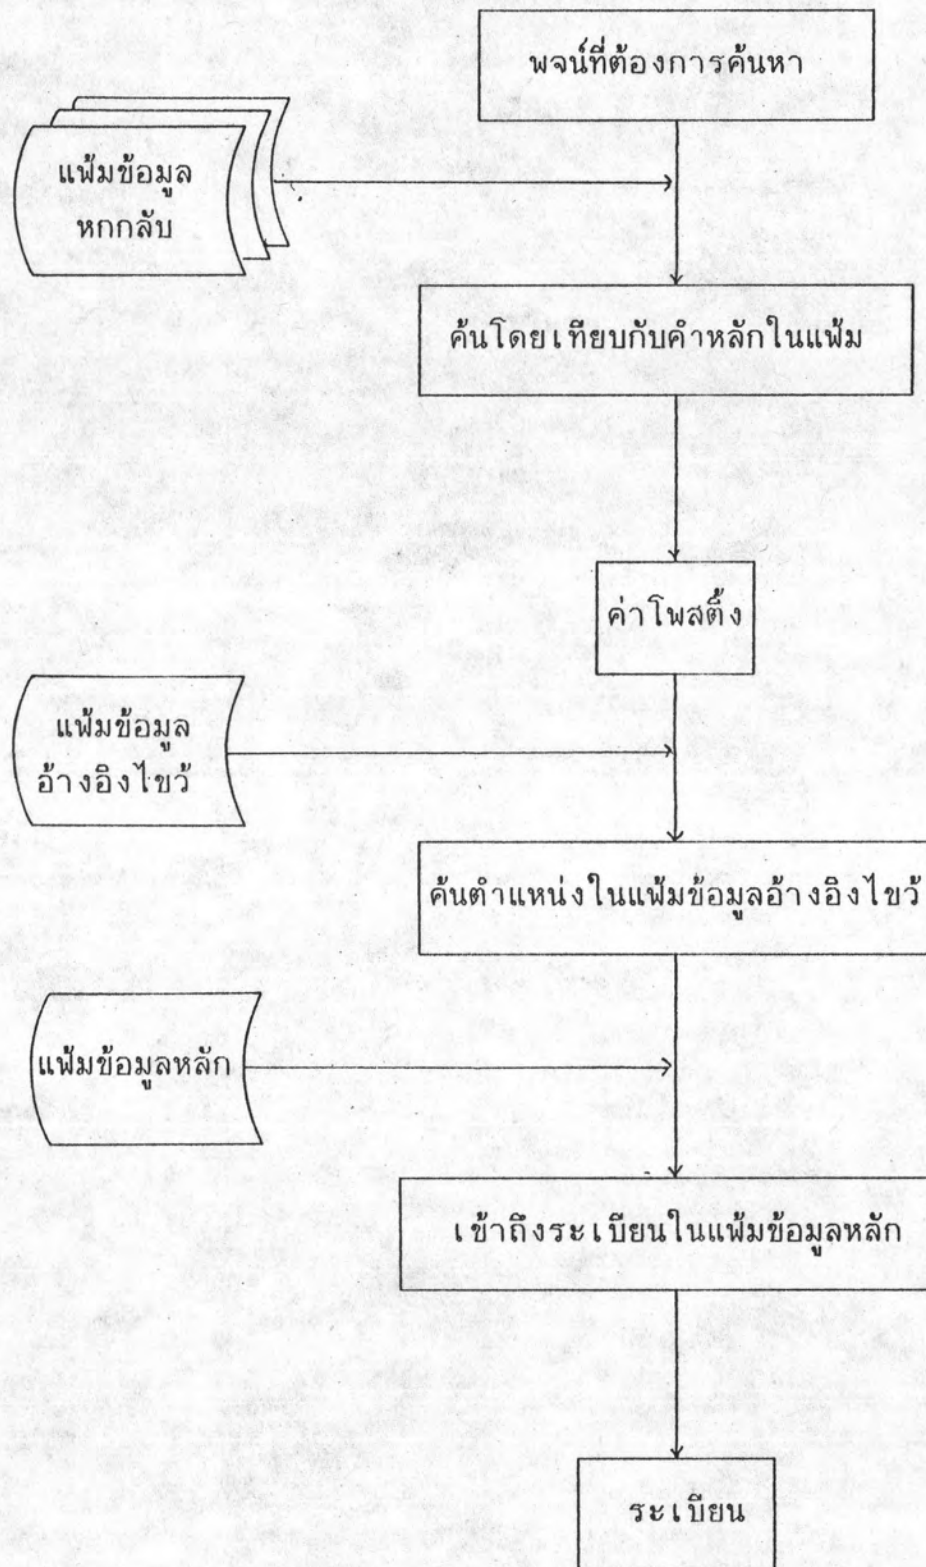 พจน์ที่ต้องการค้นหา
แฟ้มข้อมูล
หกกลับ
ค้นโดยเทียบกับคำหลักในแฟ้ม
ค่าโพสติ้ง
แฟ้มข้อมูล
อ้างอิงไขว้
ค้นตำแหน่งในแฟ้มข้อมูลอ้างอิงไขว้
แฟ้มข้อมูลหลัก
เข้าถึงระเบียนในแฟ้มข้อมูลหลัก
ระเบียน